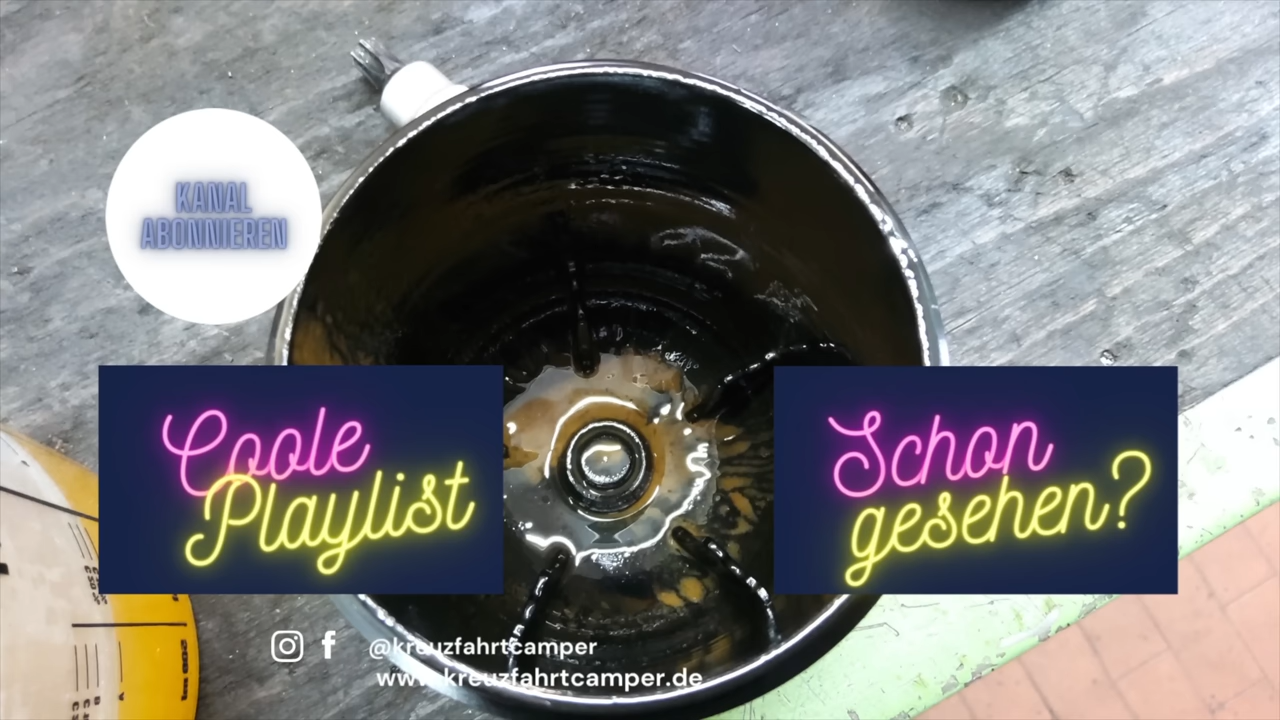 KANAL
ABONNIEREN
Coole
Playlist
Schon
gesehen?
@kreuzfahrtcamper
www.kreuzfahrtcamper.de